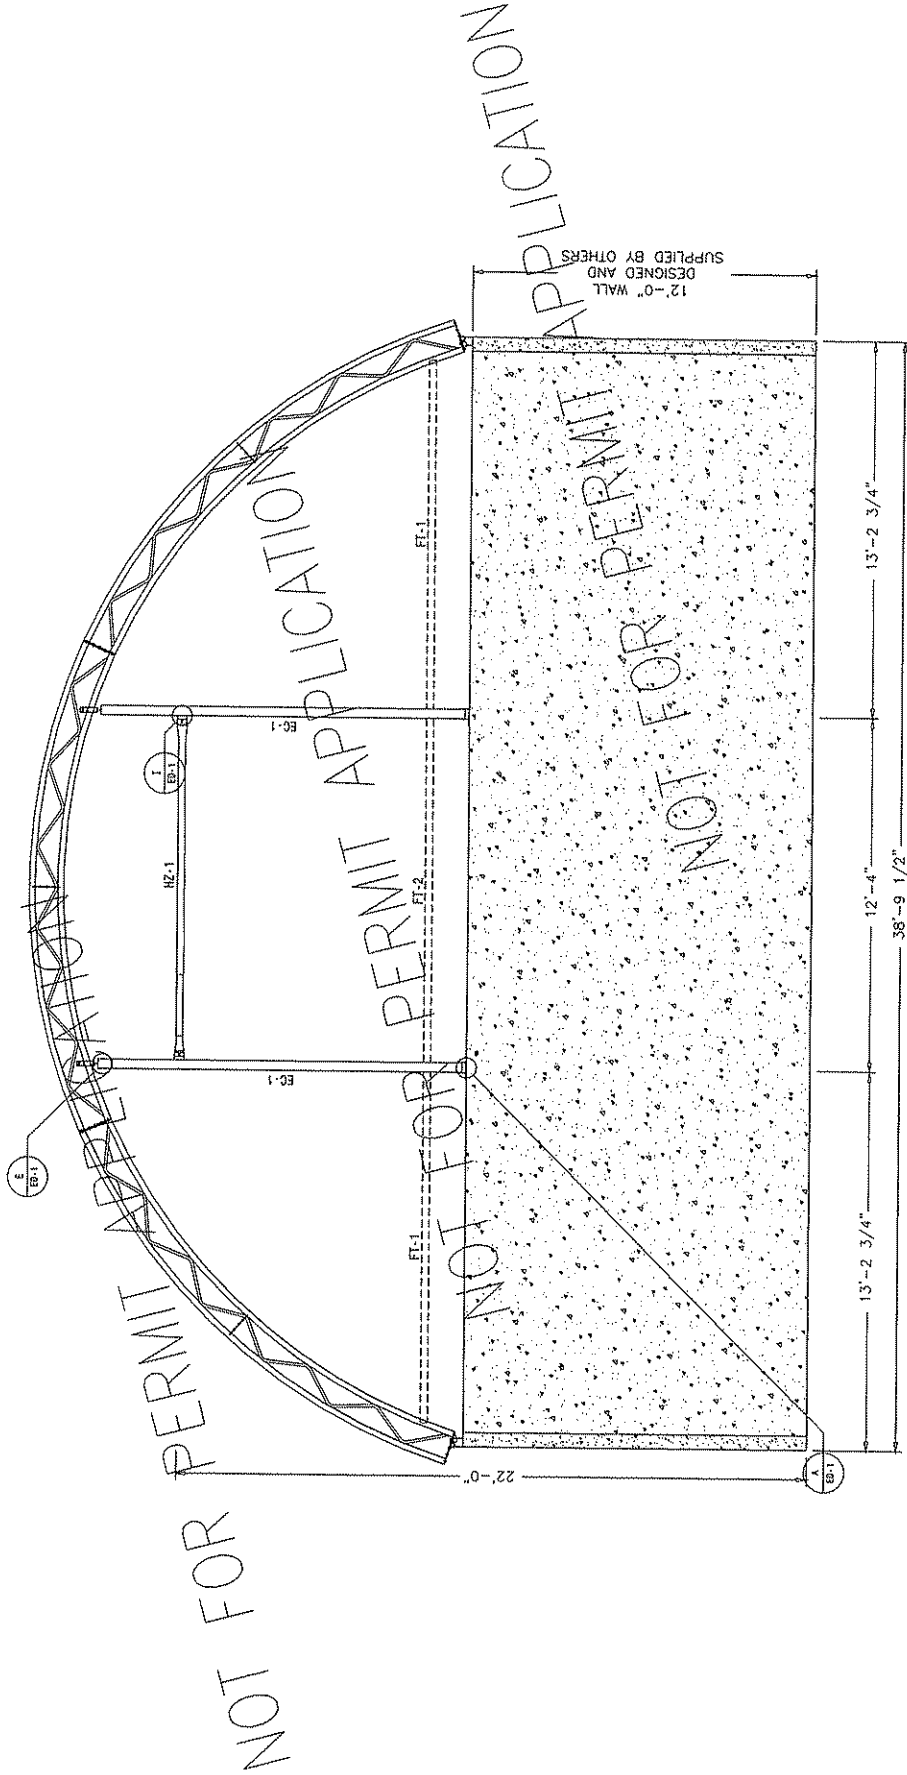 NOT FOR PERMIT APPLICATION
NOT FOR PERMIT APPLICATION
NOT FOR PERMIT APPLICATION
E
ED-1
I
ED-1
HZ-1
EC-1
EC-1
FT-1
FT-2
FT-1
22'-0"
12'-0" WALL
DESIGNED AND
SUPPLIED BY OTHERS
A
ED-1
13'-2 3/4"
12'-4"
13'-2 3/4"
38'-9 1/2"